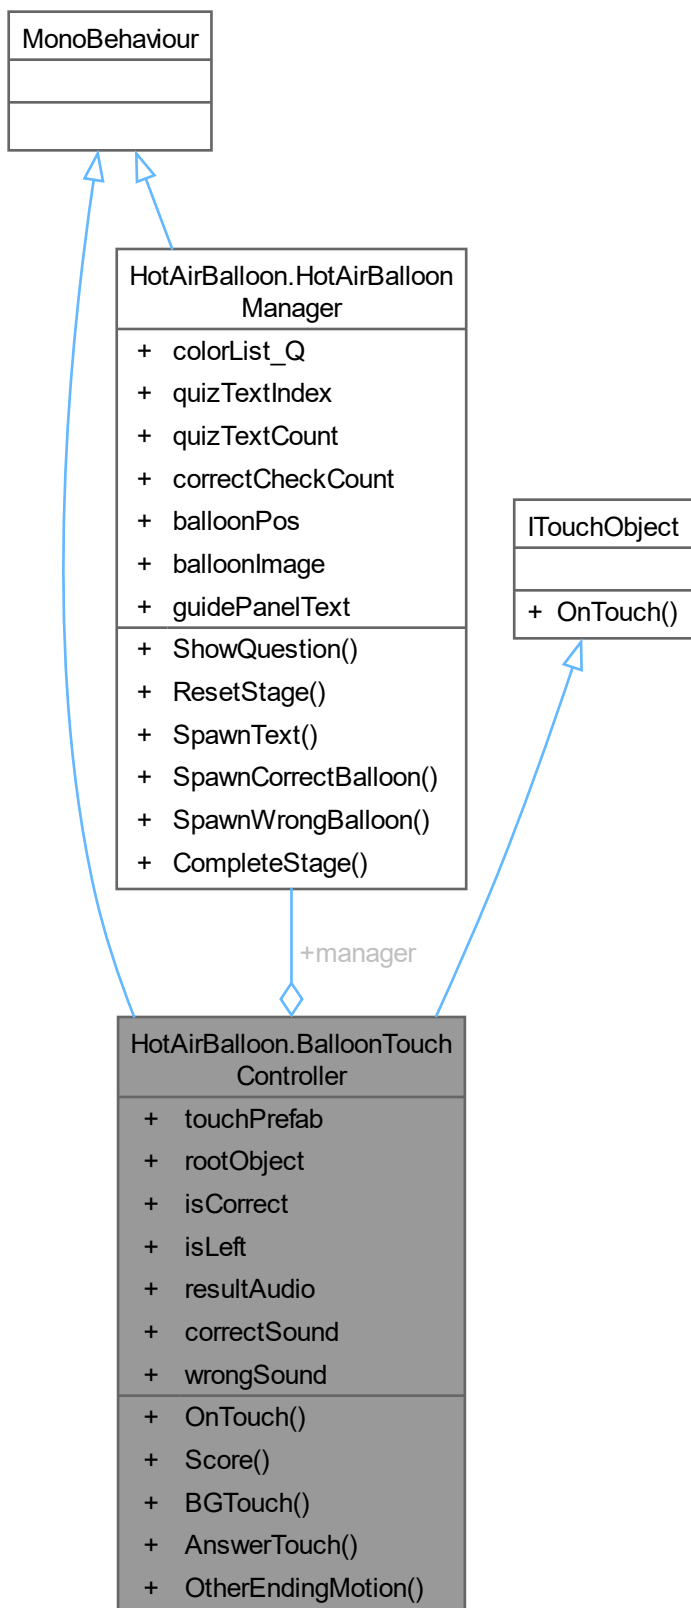 MonoBehaviour
HotAirBalloon.HotAirBalloon
Manager
+ colorList_Q
+ quizTextIndex
+ quizTextCount
+ correctCheckCount
+ balloonPos
+ balloonImage
+ guidePanelText
+ ShowQuestion()
+ ResetStage()
+ SpawnText()
+ SpawnCorrectBalloon()
+ SpawnWrongBalloon()
+ CompleteStage()
ITouchObject
+ OnTouch()
+manager
HotAirBalloon.BalloonTouch
Controller
+ touchPrefab
+ rootObject
+ isCorrect
+ isLeft
+ resultAudio
+ correctSound
+ wrongSound
+ OnTouch()
+ Score()
+ BGTouch()
+ AnswerTouch()
+ OtherEndingMotion()